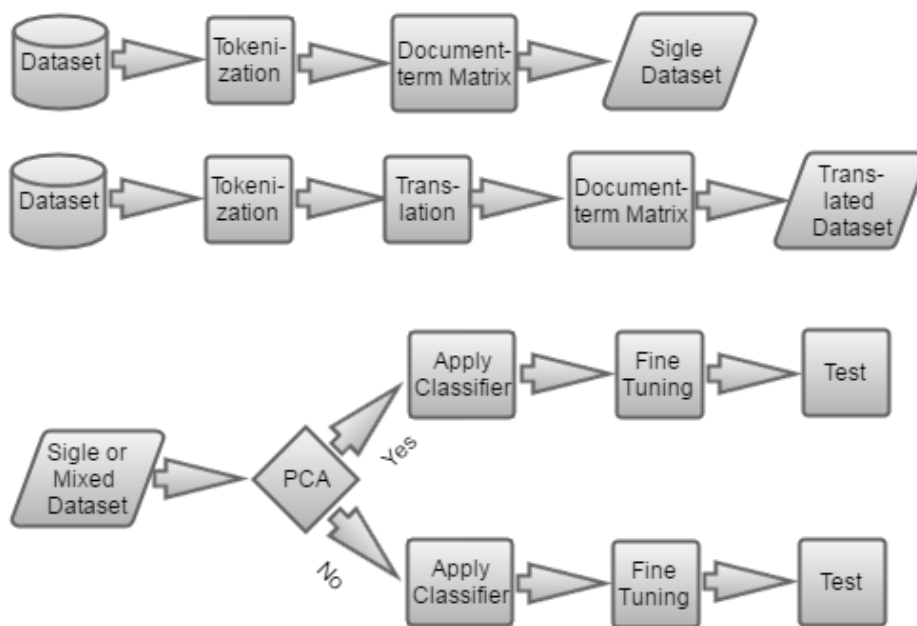 Dataset
Tokeni-
zation
Document-
term Matrix
Sigle
Dataset
Dataset
Tokeni-
zation
Trans-
lation
Document-
term Matrix
Trans-
lated
Dataset
Sigle or
Mixed
Dataset
PCA
Yes
Apply
Classifier
Fine
Tuning
Test
No
Apply
Classifier
Fine
Tuning
Test